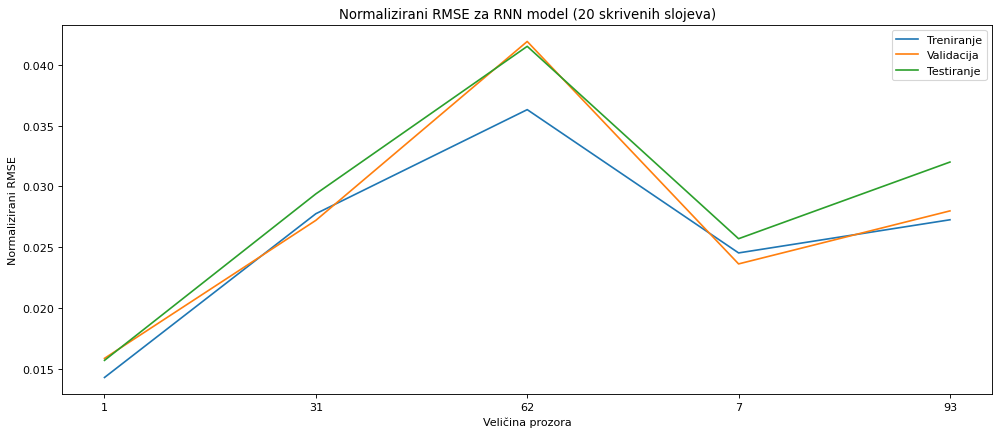 Normalizirani RMSE za RNN model (20 skrivenih slojeva)
Treniranje
Validacija
Testiranje
Normalizirani RMSE
0.040
0.035
0.030
0.025
0.020
0.015
1 31 62 7 93
Veličina prozora